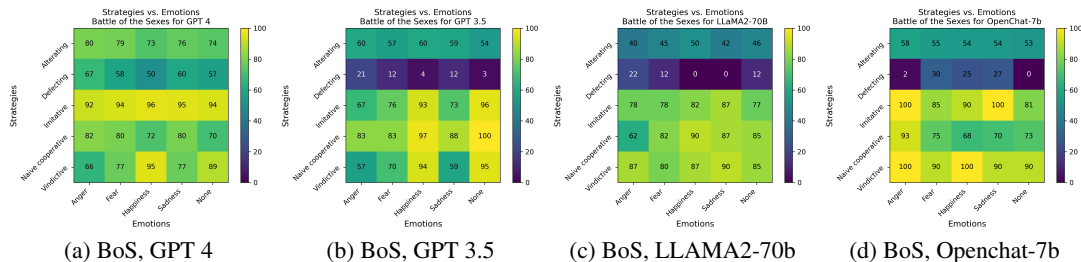 Strategies vs. Emotions
Battle of the Sexes for GPT 4
Strategies
Alterating
80 79 73 76 74
Defecting
67 58 50 60 57
Imitative
92 94 96 95 94
Naive cooperative
82 80 72 80 70
Vindictive
66 77 95 77 89
Anger Fear Happiness Sadness None
Emotions
100
80
60
40
20
0
(a) BoS, GPT 4
Strategies vs. Emotions
Battle of the Sexes for GPT 3.5
Strategies
Alterating
60 57 60 59 54
Defecting
21 12 4 12 3
Imitative
67 76 93 73 96
Naive cooperative
83 83 97 88 100
Vindictive
57 70 94 59 95
Anger Fear Happiness Sadness None
Emotions
100
80
60
40
20
0
(b) BoS, GPT 3.5
Strategies vs. Emotions
Battle of the Sexes for LLaMA2-70B
Strategies
Alterating
40 45 50 42 46
Defecting
22 12 0 0 12
Imitative
78 78 82 87 77
Naive cooperative
62 82 90 87 85
Vindictive
87 80 87 90 85
Anger Fear Happiness Sadness None
Emotions
100
80
60
40
20
0
(c) BoS, LLAMA2-70b
Strategies vs. Emotions
Battle of the Sexes for OpenChat-7b
Strategies
Alterating
58 55 54 54 53
Defecting
2 30 25 27 0
Imitative
100 85 90 100 81
Naive cooperative
93 75 68 70 73
Vindictive
100 90 100 90 90
Anger Fear Happiness Sadness None
Emotions
100
80
60
40
20
0
(d) BoS, Openchat-7b